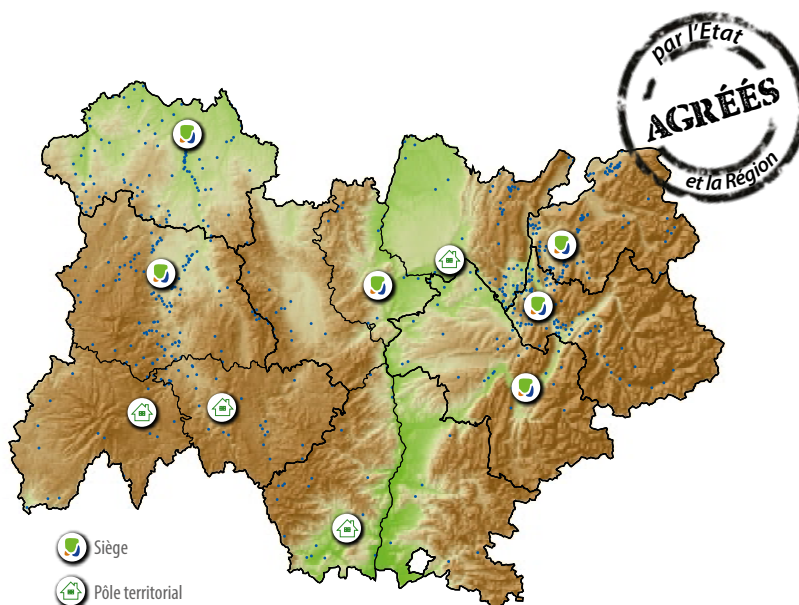 par l'Etat
AGRÉÉS
et la Région
Siège
Pôle territorial